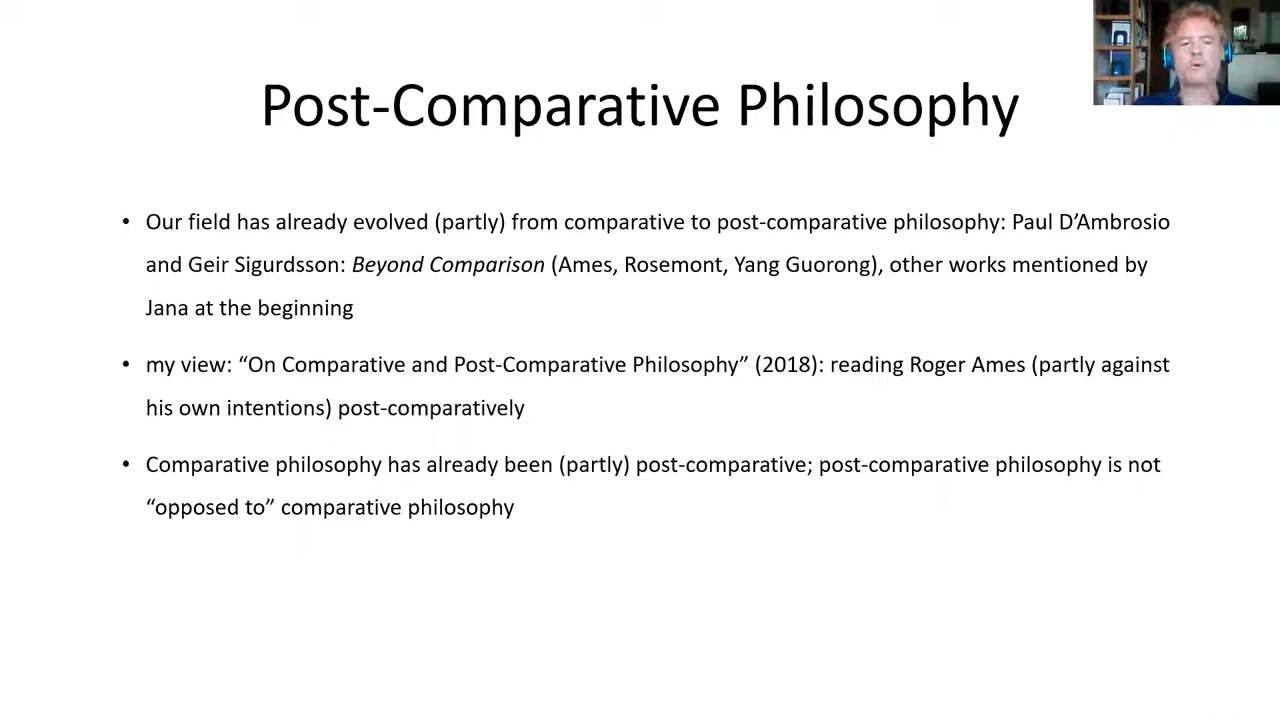 Post-Comparative Philosophy
• Our field has already evolved (partly) from comparative to post-comparative philosophy: Paul D’Ambrosio
and Geir Sigurdsson: Beyond Comparison (Ames, Rosemont, Yang Guorong), other works mentioned by
Jana at the beginning
• my view: “On Comparative and Post-Comparative Philosophy” (2018): reading Roger Ames (partly against
his own intentions) post-comparatively
• Comparative philosophy has already been (partly) post-comparative; post-comparative philosophy is not
“opposed to” comparative philosophy